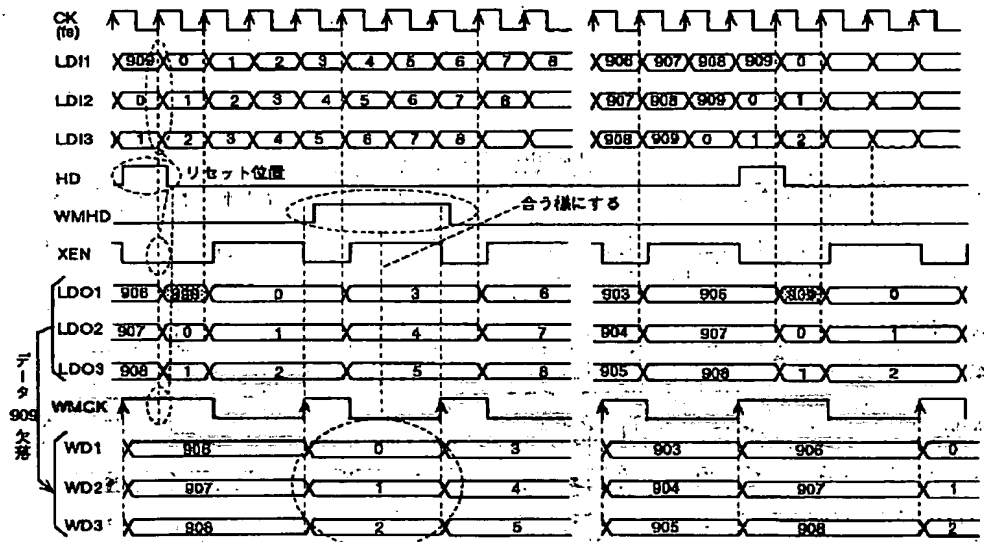 CK
(fs)
LDI1 909 0 1 2 3 4 5 6 7 8 906 907 908 909 0
LDI2 0 1 2 3 4 5 6 7 8 907 908 909 0 1
LDI3 1 2 3 4 5 6 7 8 908 909 0 1 2
HD リセット位置
WMHD 合う様にする
XEN
LDO1 906 909 0 3 6 903 906 909 0
LDO2 907 0 1 4 7 904 907 0 1
LDO3 908 1 2 5 8 905 908 1 2
データ909欠落
WMCK
WD1 906 0 3 903 906 0
WD2 907 1 4 904 907 1
WD3 908 2 5 905 908 2